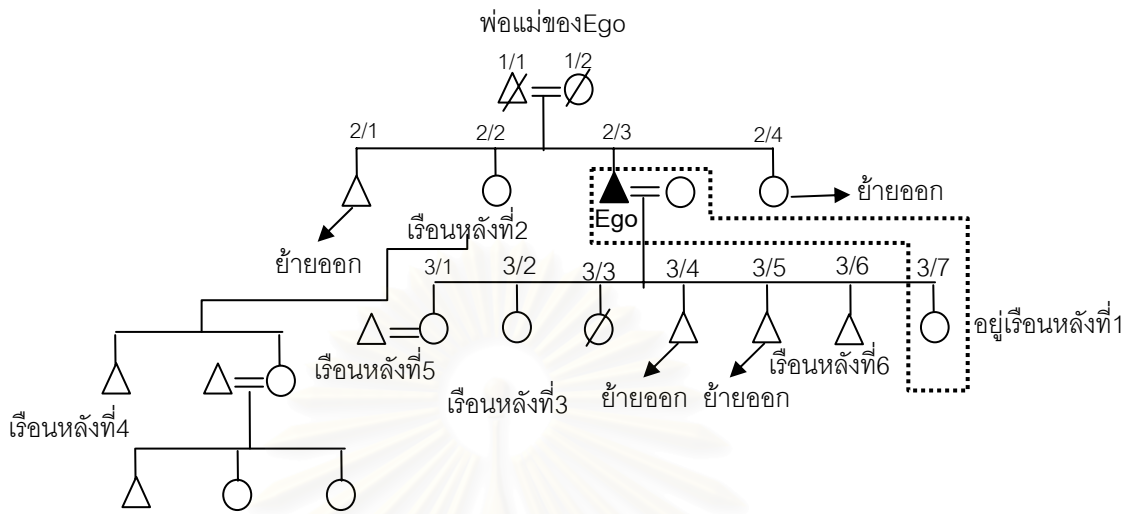 พ่อแม่ของEgo
1/1 1/2
2/1 2/2 2/3 2/4
ย้ายออก
Ego
เรือนหลังที่2
ย้ายออก
3/1 3/2 3/3 3/4 3/5 3/6 3/7
อยู่เรือนหลังที่1
เรือนหลังที่5
เรือนหลังที่6
ย้ายออก ย้ายออก
เรือนหลังที่3
เรือนหลังที่4